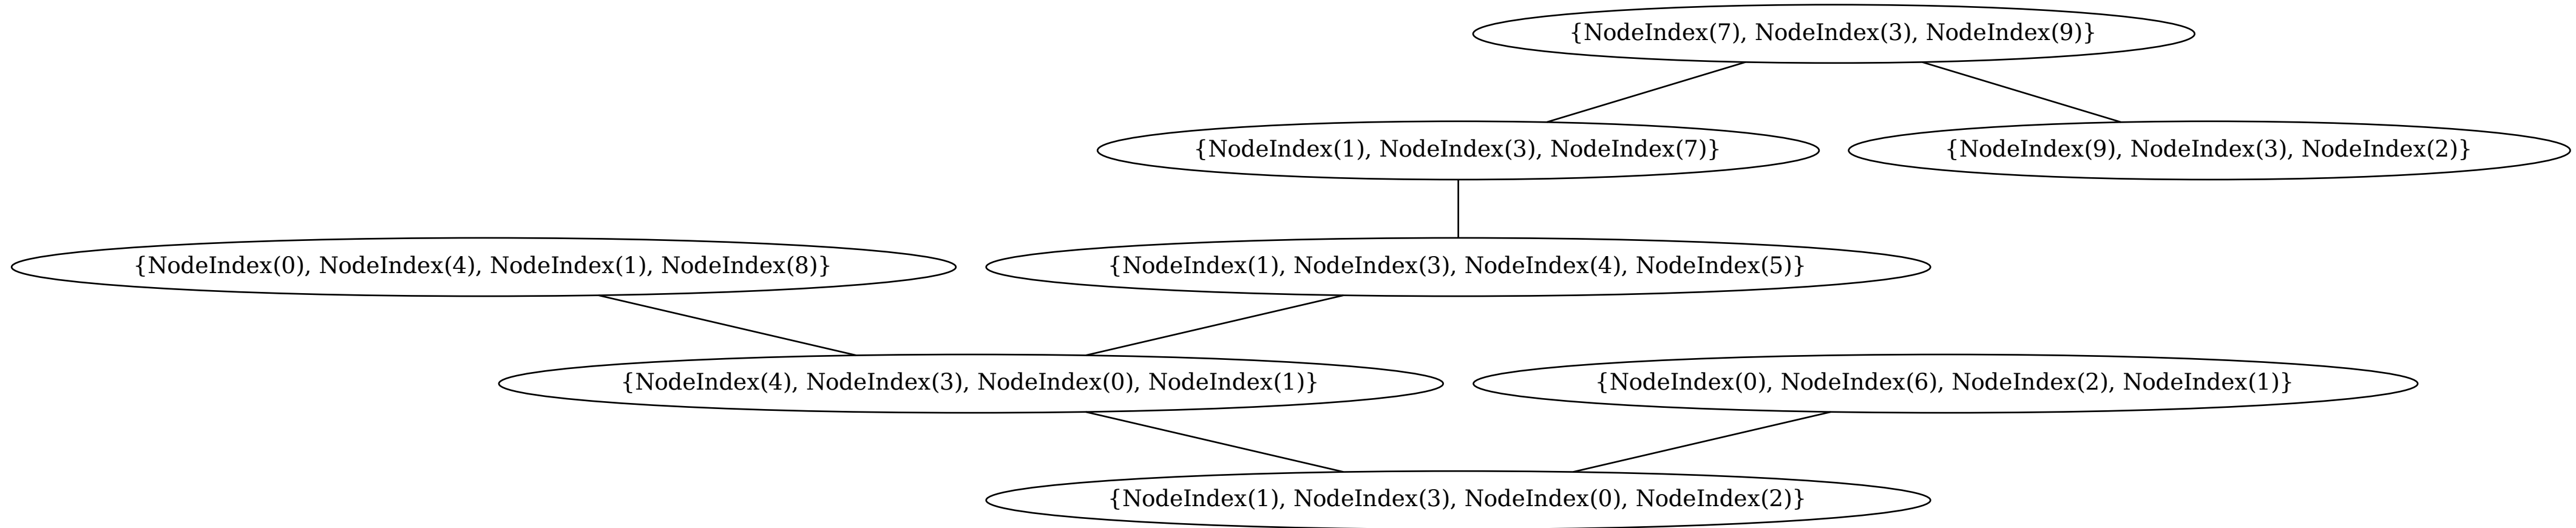 {NodeIndex(7), NodeIndex(3), NodeIndex(9)}
{NodeIndex(1), NodeIndex(3), NodeIndex(7)}
{NodeIndex(9), NodeIndex(3), NodeIndex(2)}
{NodeIndex(0), NodeIndex(4), NodeIndex(1), NodeIndex(8)}
{NodeIndex(1), NodeIndex(3), NodeIndex(4), NodeIndex(5)}
{NodeIndex(4), NodeIndex(3), NodeIndex(0), NodeIndex(1)}
{NodeIndex(0), NodeIndex(6), NodeIndex(2), NodeIndex(1)}
{NodeIndex(1), NodeIndex(3), NodeIndex(0), NodeIndex(2)}